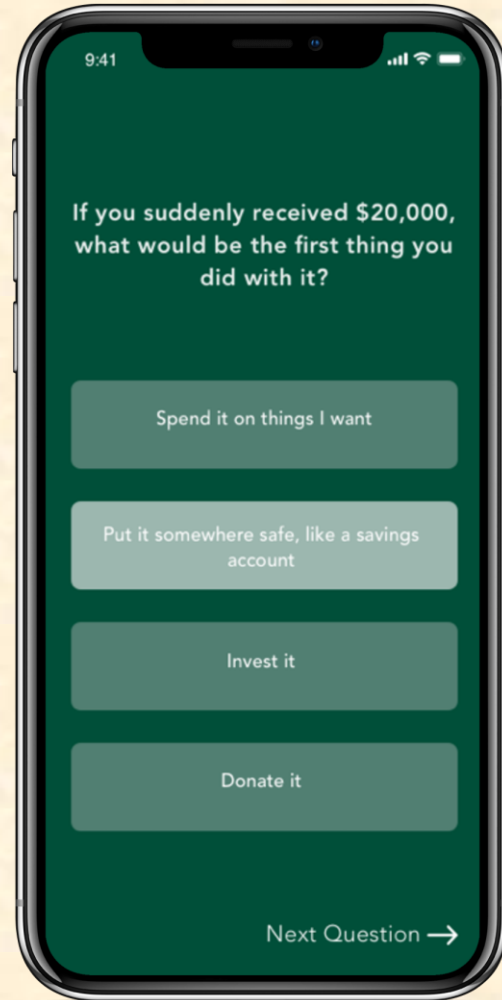 9:41
If you suddenly received $20,000,
what would be the first thing you
did with it?
Spend it on things I want
Put it somewhere safe, like a savings
account
Invest it
Donate it
Next Question →